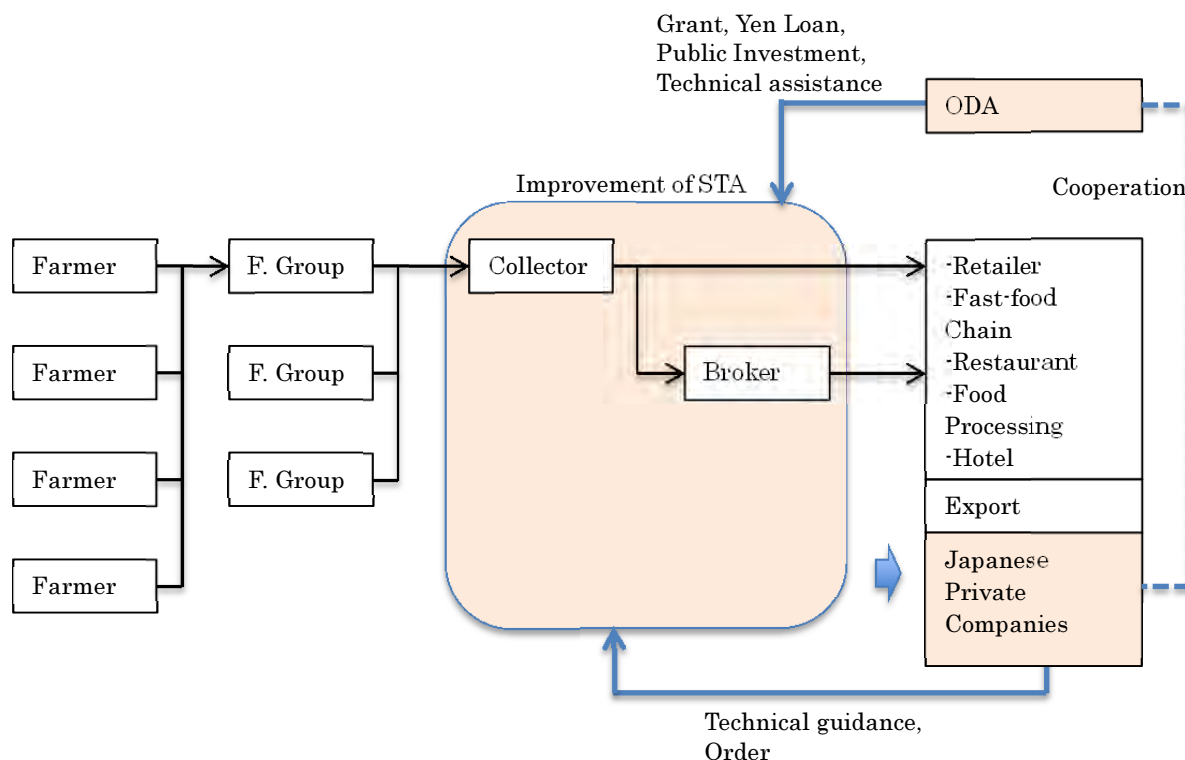 Grant, Yen Loan,
Public Investment,
Technical assistance
ODA
Improvement of STA
Cooperation
Farmer
F. Group
Collector
-Retailer
-Fast-food
Chain
-Restaurant
-Food
Processing
-Hotel
Farmer
F. Group
Broker
Farmer
F. Group
Export
Farmer
Japanese
Private
Companies
Technical guidance,
Order